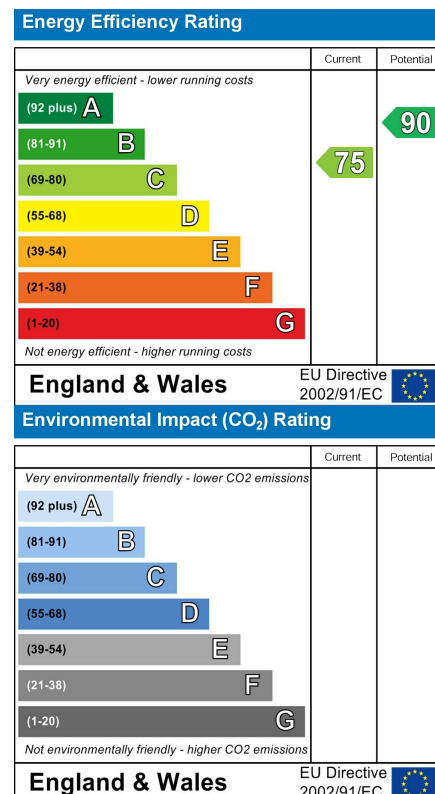 Energy Efficiency Rating
Current Potential
Very energy efficient - lower running costs
(92 plus) A
(81-91) B
(69-80) C
(55-68) D
(39-54) E
(21-38) F
(1-20) G
75
90
Not energy efficient - higher running costs
England & Wales
EU Directive
2002/91/EC
Environmental Impact (CO₂) Rating
Current Potential
Very environmentally friendly - lower CO2 emissions
(92 plus) A
(81-91) B
(69-80) C
(55-68) D
(39-54) E
(21-38) F
(1-20) G
Not environmentally friendly - higher CO2 emissions
England & Wales
EU Directive
2002/91/EC